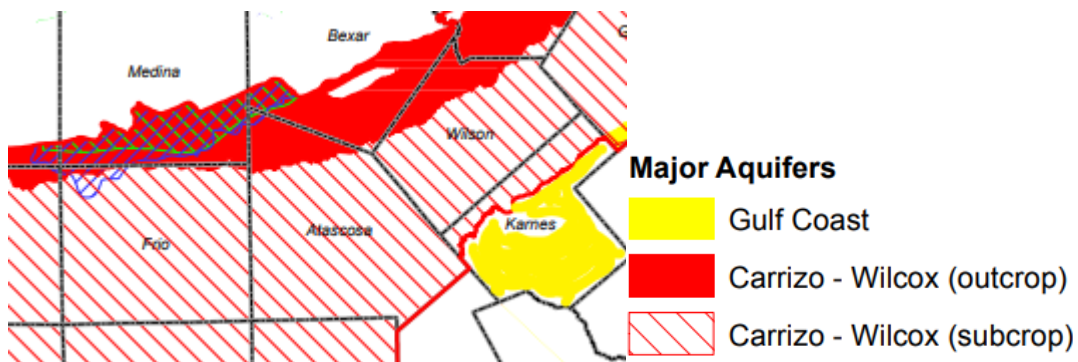 Bexar
Medina
Wilson
Karnes
Atascosa
Frio
Major Aquifers
Gulf Coast
Carrizo - Wilcox (outcrop)
Carrizo - Wilcox (subcrop)